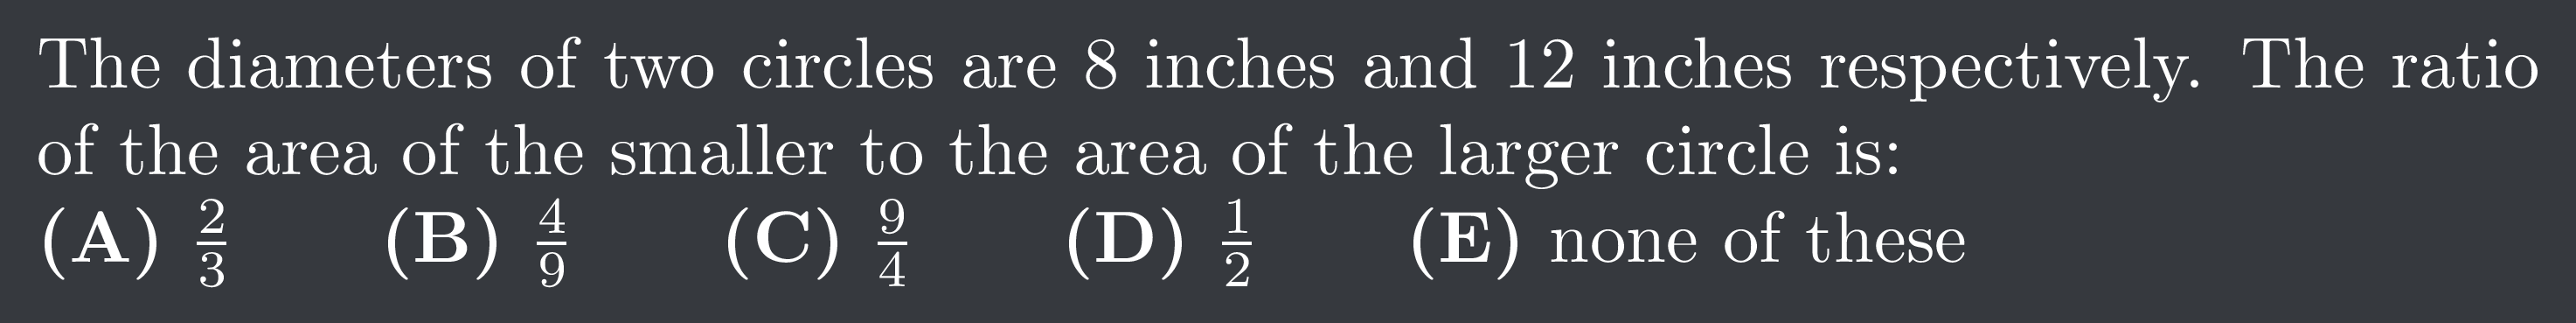 The diameters of two circles are 8 inches and 12 inches respectively. The ratio
of the area of the smaller to the area of the larger circle is:
(A) $\frac{2}{3}$ (B) $\frac{4}{9}$ (C) $\frac{9}{4}$ (D) $\frac{1}{2}$ (E) none of these